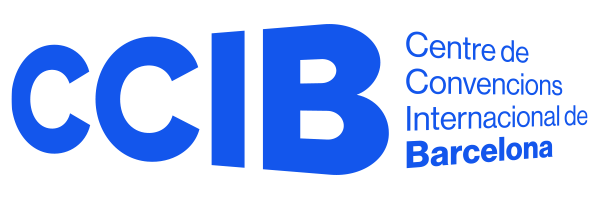 CCIB
Centre de
Convencions
Internacional de
Barcelona